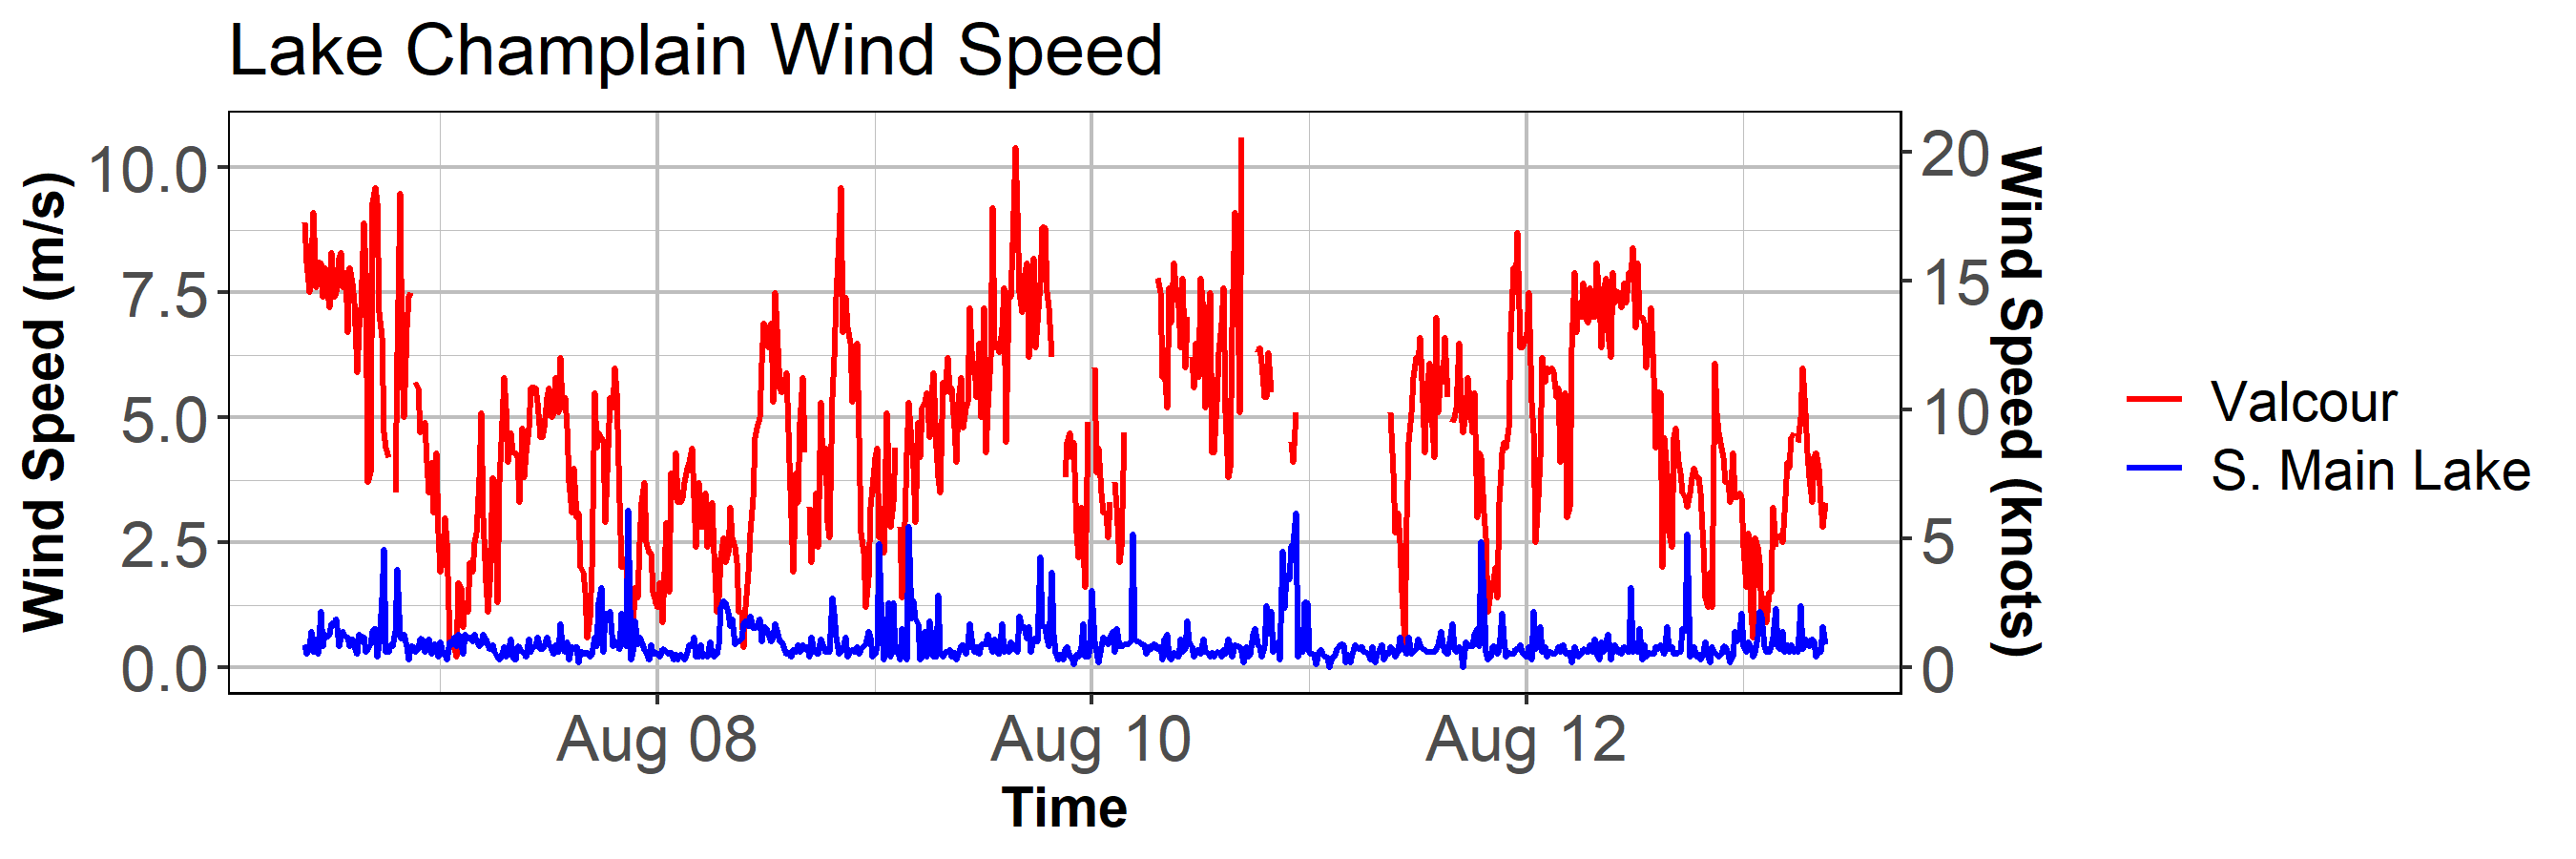 Lake Champlain Wind Speed
Wind Speed (m/s)
10.0
7.5
5.0
2.5
0.0
20
15
10
5
0
Wind Speed (knots)
Aug 08
Aug 10
Aug 12
Time
Valcour
S. Main Lake